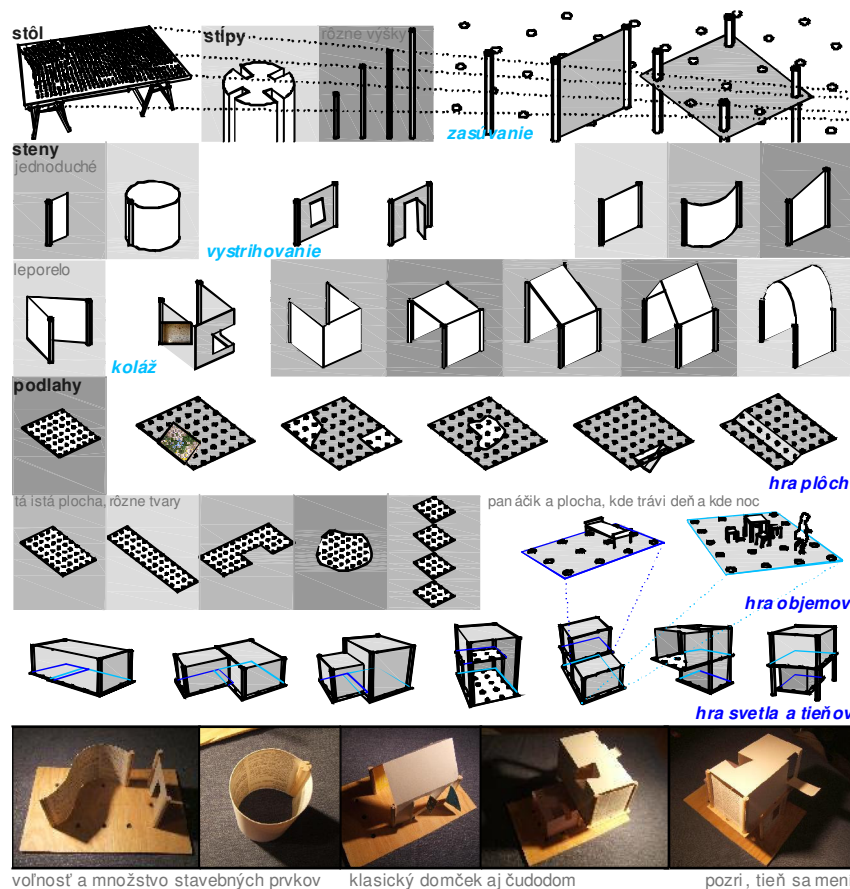 stôl
stĺpy
rôzne výšky
zasúvanie
steny
jednoduché
vystrihovanie
leporelo
koláž
podlahy
hra plôch
tá istá plocha, rôzne tvary
panáčik a plocha, kde trávi deň a kde noc
hra objemov
hra svetla a tieňov
voľnosť a množstvo stavebných prvkov
klasický domček aj čudodom
pozri, tieň sa mení